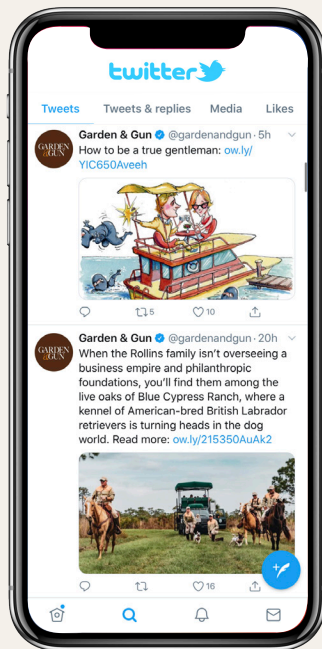 twitter
Tweets Tweets & replies Media Likes
Garden & Gun @gardenandgun · 5h
GARDEN
&GUN
How to be a true gentleman: ow.ly/
YIC650Aveeh
5 10
Garden & Gun @gardenandgun · 20h
GARDEN
&GUN
When the Rollins family isn't overseeing a
business empire and philanthropic
foundations, you'll find them among the
live oaks of Blue Cypress Ranch, where a
kennel of American-bred British Labrador
retrievers is turning heads in the dog
world. Read more: ow.ly/215350AuAk2
16